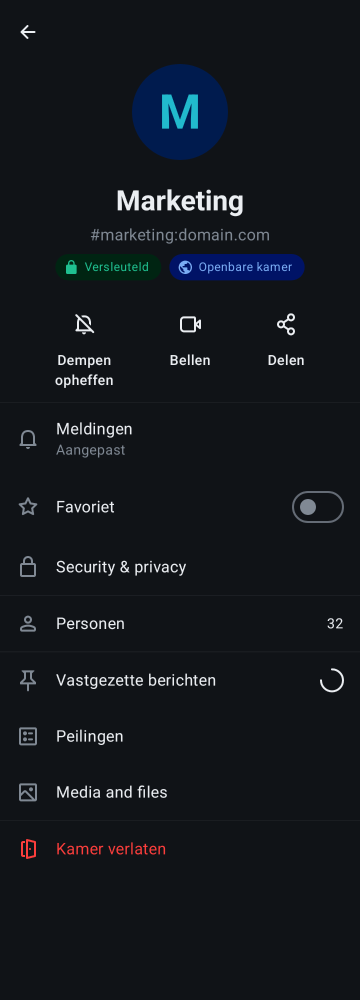 M
Marketing
#marketing:domain.com
Versleuteld Openbare kamer
Dempen opheffen Bellen Delen
Meldingen
Aangepast
Favoriet
Security & privacy
Personen 32
Vastgezette berichten
Peilingen
Media and files
Kamer verlaten